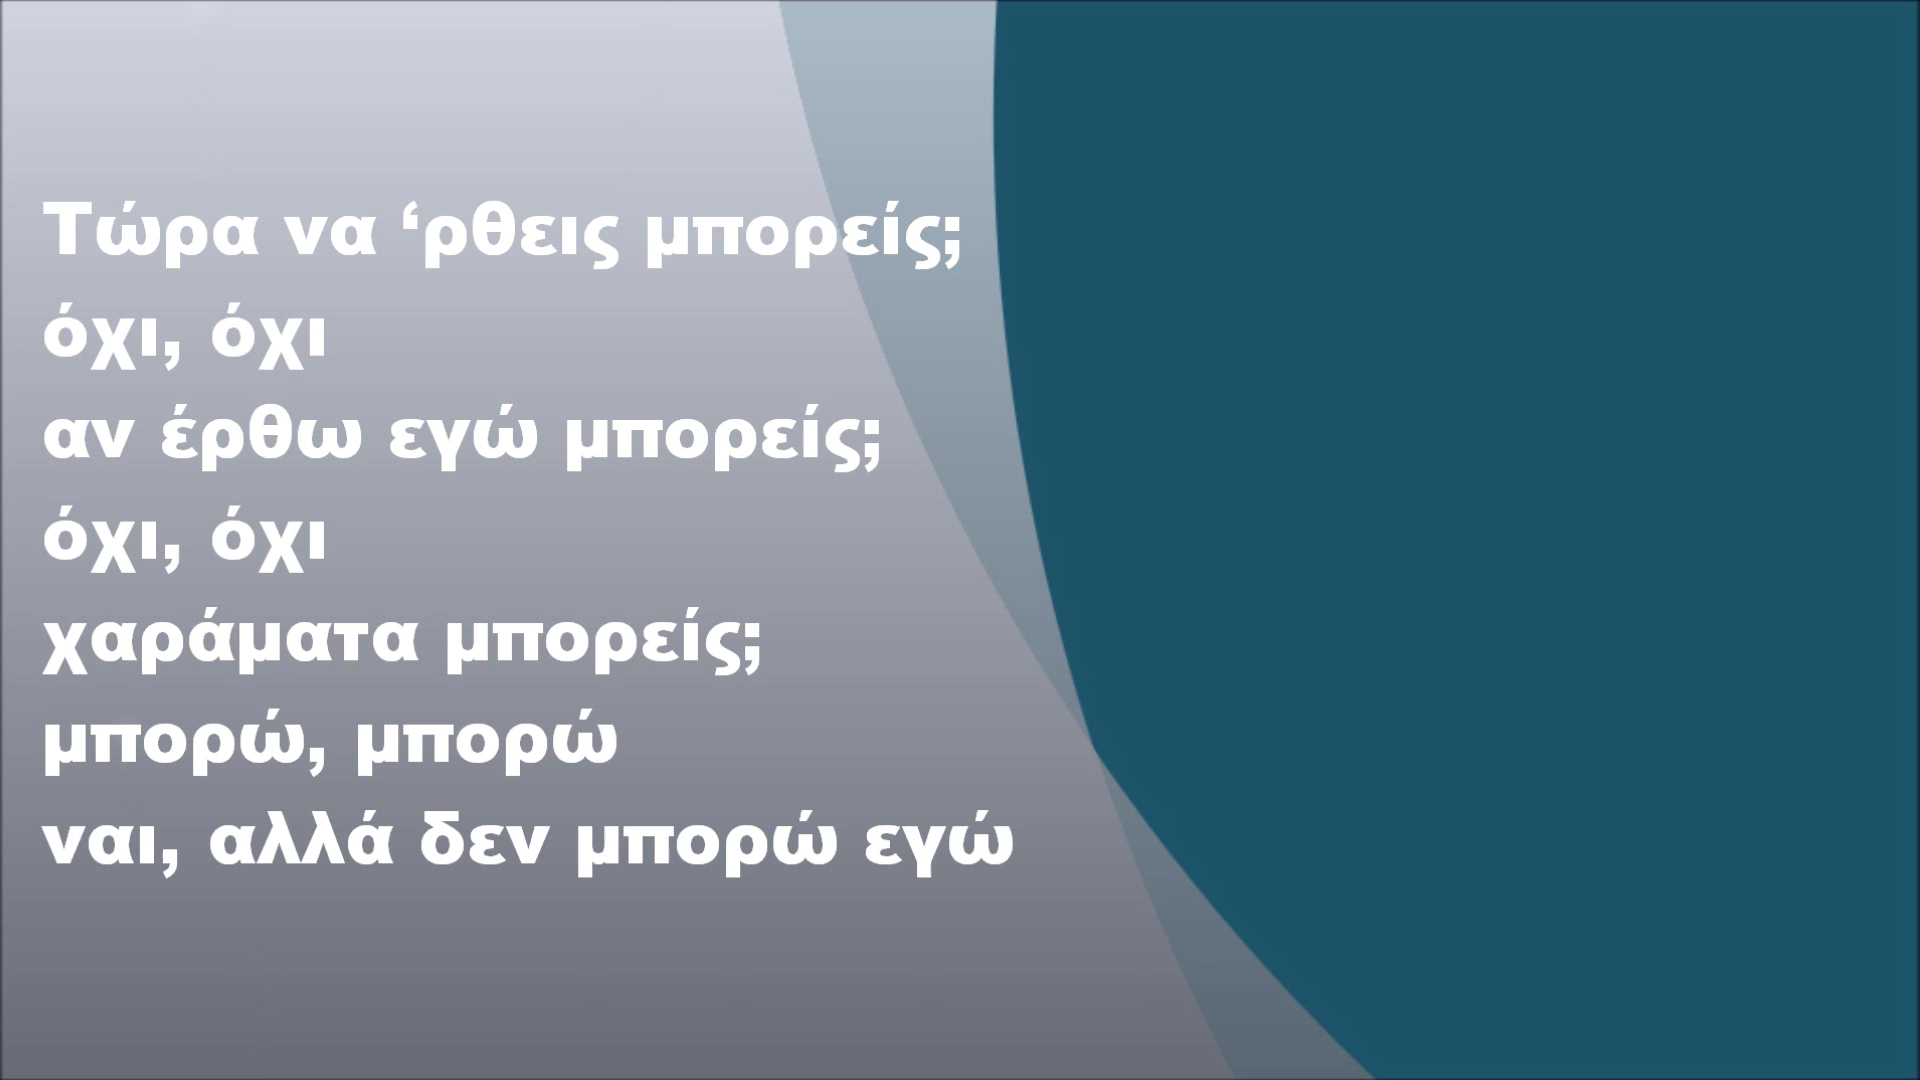 Τώρα να ‘ρθεις μπορείς;
όχι, όχι
αν έρθω εγώ μπορείς;
όχι, όχι
χαράματα μπορείς;
μπορώ, μπορώ
ναι, αλλά δεν μπορώ εγώ